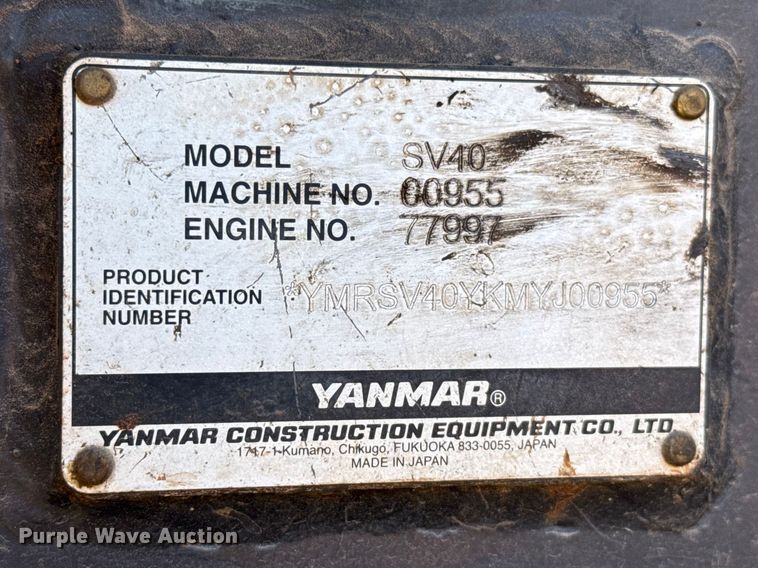 MODEL SV40
MACHINE NO. 00955
ENGINE NO. 77997
PRODUCT
IDENTIFICATION
NUMBER
*YMRSV40YKMYJ00955*
YANMAR®
YANMAR CONSTRUCTION EQUIPMENT CO., LTD.
1717-1 Kumano, Chikugo, FUKUOKA 833-0055, JAPAN
MADE IN JAPAN
Purple Wave Auction